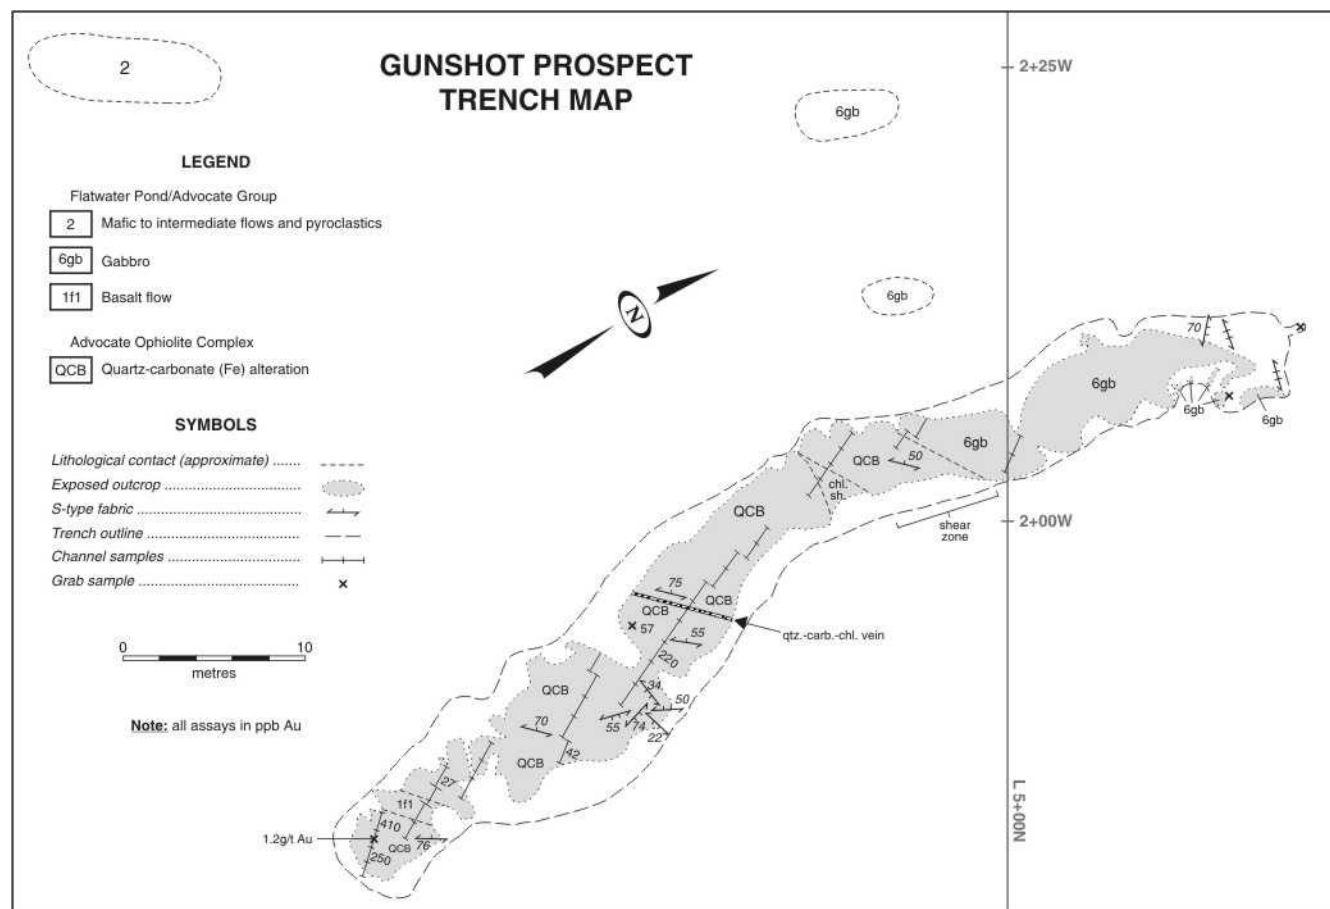 GUNSHOT PROSPECT
TRENCH MAP
2
2+25W
6gb
LEGEND
Flatwater Pond/Advocate Group
2 Mafic to intermediate flows and pyroclastics
6gb Gabbro
1f1 Basalt flow
Advocate Ophiolite Complex
QCB Quartz-carbonate (Fe) alteration
N
6gb
70
6gb
6gb
6gb
SYMBOLS
Lithological contact (approximate) .......
Exposed outcrop ..............................
S-type fabric ....................................
Trench outline ..................................
Channel samples .............................
Grab sample ....................................
6gb
50
QCB
chl.
sh.
QCB
shear
zone
2+00W
75
QCB
QCB
57
55
qtz.-carb.-chl. vein
220
0 10
metres
QCB
34
50
70
55
74
22
Note: all assays in ppb Au
42
QCB
27
1f1
410
1.2g/t Au
76
QCB
250
L 5+00N